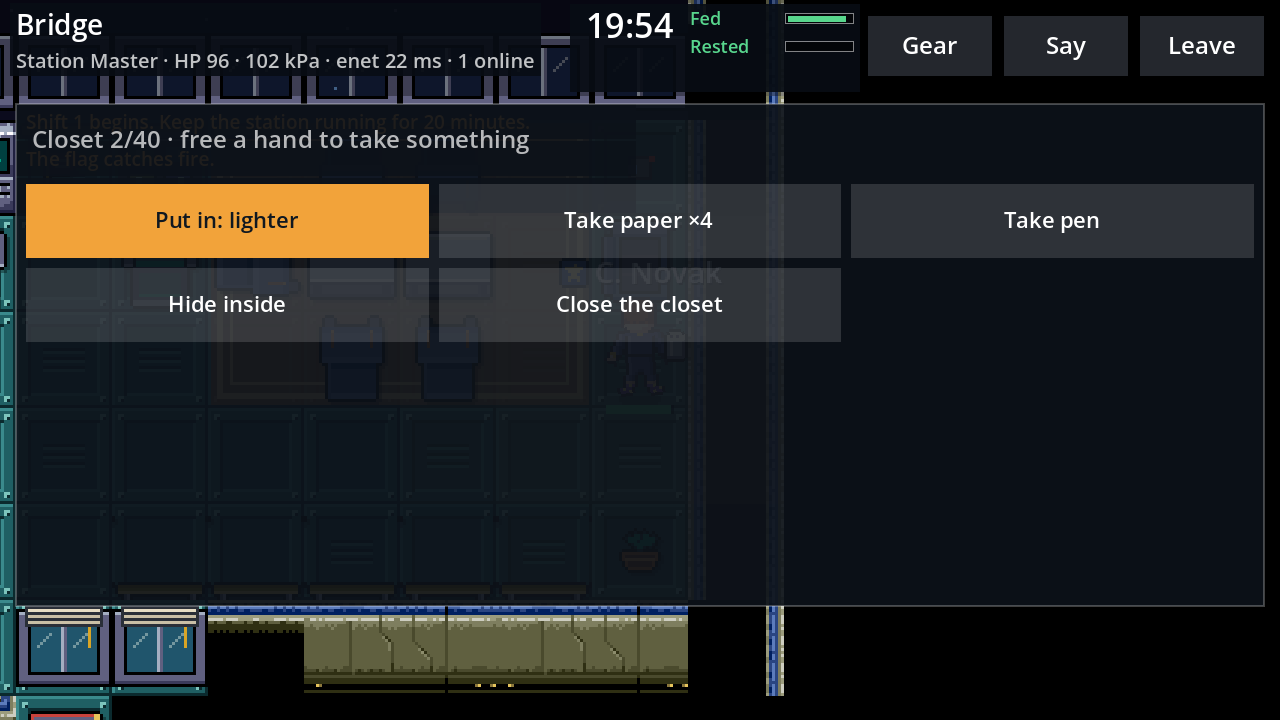 Bridge
Station Master · HP 96 · 102 kPa · enet 22 ms · 1 online
19:54
Fed
Rested
Gear
Say
Leave
Shift 1 begins. Keep the station running for 20 minutes.
Closet 2/40 · free a hand to take something
The flag catches fire.
Put in: lighter
Take paper ×4
Take pen
C. Novak
Hide inside
Close the closet